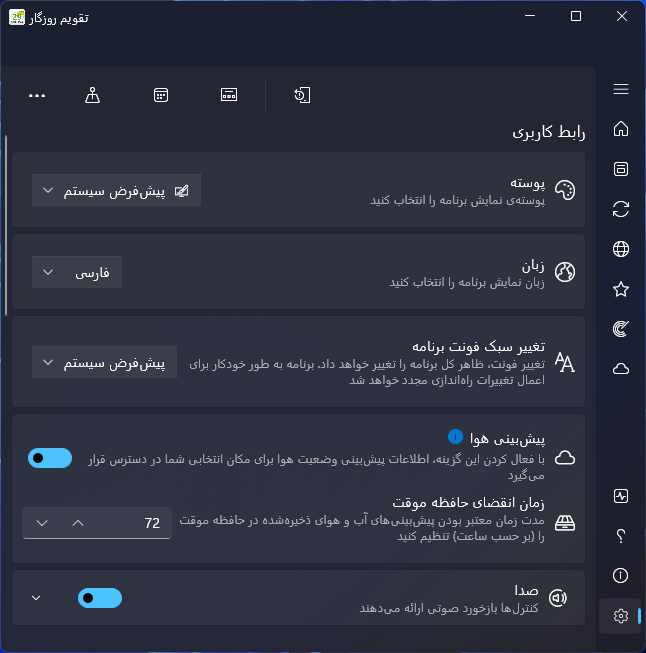 تقویم روزگار
رابط کاربری
پوسته
پوسته‌ی نمایش برنامه را انتخاب کنید
پیش‌فرض سیستم
زبان
زبان نمایش برنامه را انتخاب کنید
فارسی
تغییر سبک فونت برنامه
تغییر فونت، ظاهر کل برنامه را تغییر خواهد داد. برنامه به طور خودکار برای
اعمال تغییرات راه‌اندازی مجدد خواهد شد
پیش‌فرض سیستم
پیش‌بینی هوا
با فعال کردن این گزینه، اطلاعات پیش‌بینی وضعیت هوا برای مکان انتخابی شما در دسترس قرار
می‌گیرد
زمان انقضای حافظه موقت
مدت زمان معتبر بودن پیش‌بینی‌های آب و هوای ذخیره‌شده در حافظه موقت
را (بر حسب ساعت) تنظیم کنید
72
صدا
کنترل‌ها بازخورد صوتی ارائه می‌دهند